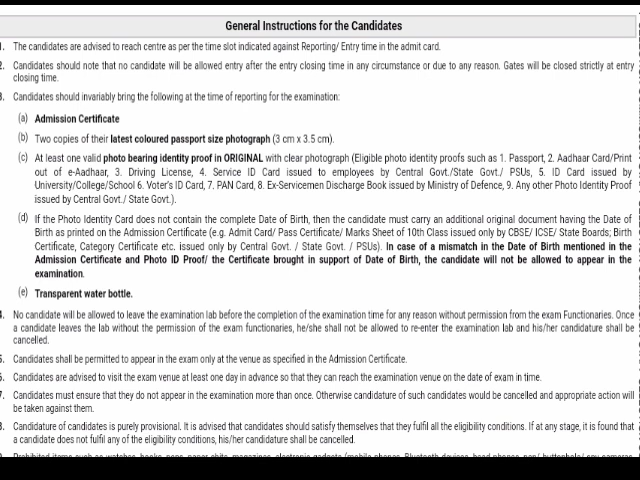 General Instructions for the Candidates
1. The candidates are advised to reach centre as per the time slot indicated against Reporting/ Entry time in the admit card.
2. Candidates should note that no candidate will be allowed entry after the entry closing time in any circumstance or due to any reason. Gates will be closed strictly at entry
closing time.
3. Candidates should invariably bring the following at the time of reporting for the examination:
(a) Admission Certificate
(b) Two copies of their latest coloured passport size photograph (3 cm x 3.5 cm).
(c) At least one valid photo bearing identity proof in ORIGINAL with clear photograph (Eligible photo identity proofs such as 1. Passport, 2. Aadhaar Card/Print
out of e-Aadhaar, 3. Driving License, 4. Service ID Card issued to employees by Central Govt./State Govt./ PSUs, 5. ID Card issued by
University/College/School 6. Voter's ID Card, 7. PAN Card, 8. Ex-Servicemen Discharge Book issued by Ministry of Defence, 9. Any other Photo Identity Proof
issued by Central Govt./ State Govt.).
(d) If the Photo Identity Card does not contain the complete Date of Birth, then the candidate must carry an additional original document having the Date of
Birth as printed on the Admission Certificate (e.g. Admit Card/ Pass Certificate/ Marks Sheet of 10th Class issued only by CBSE/ ICSE/ State Boards; Birth
Certificate, Category Certificate etc. issued only by Central Govt. / State Govt. / PSUs). In case of a mismatch in the Date of Birth mentioned in the
Admission Certificate and Photo ID Proof/ the Certificate brought in support of Date of Birth, the candidate will not be allowed to appear in the
examination.
(e) Transparent water bottle.
4. No candidate will be allowed to leave the examination lab before the completion of the examination time for any reason without permission from the exam Functionaries. Once
a candidate leaves the lab without the permission of the exam functionaries, he/she shall not be allowed to re-enter the examination lab and his/her candidature shall be
cancelled.
5. Candidates shall be permitted to appear in the exam only at the venue as specified in the Admission Certificate.
6. Candidates are advised to visit the exam venue at least one day in advance so that they can reach the examination venue on the date of exam in time.
7. Candidates must ensure that they do not appear in the examination more than once. Otherwise candidature of such candidates would be cancelled and appropriate action will
be taken against them.
8. Candidature of candidates is purely provisional. It is advised that candidates should satisfy themselves that they fulfil all the eligibility conditions. If at any stage, it is found that
a candidate does not fulfil any of the eligibility conditions, his/her candidature shall be cancelled.
9. Prohibited items such as watches, books, pens, paper chits, magazines, electronic gadgets (mobile phones, Bluetooth devices, head phones, pen/ buttonhole/ spy cameras,